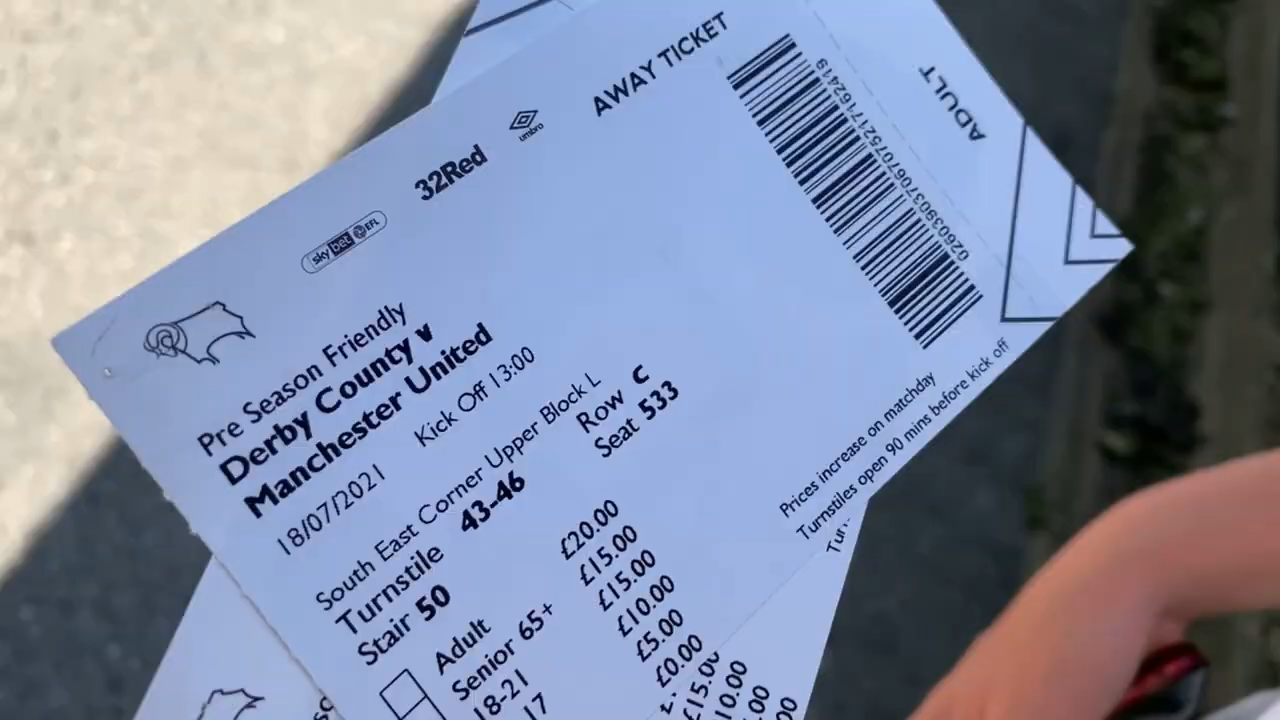 sky bet EFL
32Red
umbro
AWAY TICKET
ADULT
Pre Season Friendly
Derby County v
Manchester United
18/07/2021 Kick Off 13:00
South East Corner Upper Block L
Turnstile 43-46 Row C
Stair 50 Seat 533
Adult £20.00
Senior 65+ £15.00
18-21 £15.00
17 £10.00
£5.00
£0.00
Prices increase on matchday
Turnstiles open 90 mins before kick off
£15.00
10.00
.00
00